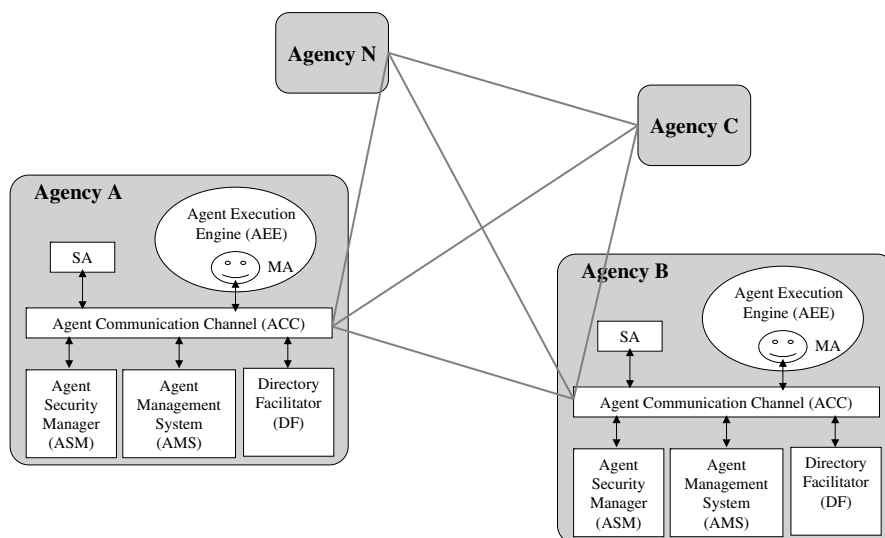 Agency N
Agency C
Agency A
Agent Execution
Engine (AEE)
SA
MA
Agent Communication Channel (ACC)
Agent
Security
Manager
(ASM)
Agent
Management
System
(AMS)
Directory
Facilitator
(DF)
Agency B
Agent Execution
Engine (AEE)
SA
MA
Agent Communication Channel (ACC)
Agent
Security
Manager
(ASM)
Agent
Management
System
(AMS)
Directory
Facilitator
(DF)